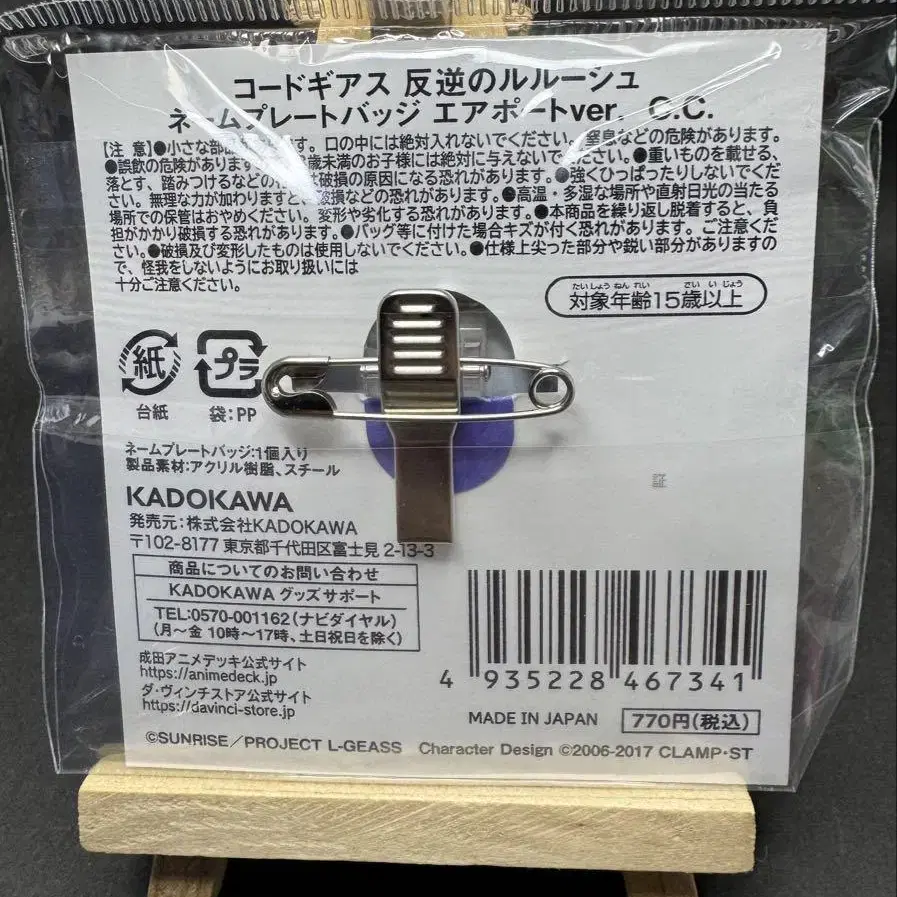 コードギアス 反逆のルルーシュ
ネームプレートバッジ エアポートver. C.C.
【注 意】●小さな部品 す。口の中には絶対入れないでください。窒息などの危険があります。
●誤飲の危険があります 歳未満のお子様には絶対に与えないでください。●重いものを載せる、
落とす、踏みつけるなどの行 は破損の原因になる恐れがあります。●強くひっぱったりしないでくだ
さい。無理な力が加わりますと、破損などの恐れがあります。●高温・多湿な場所や直射日光の当たる
場所での保管はおやめください。変形や劣化する恐れがあります。●本商品を繰り返し脱着すると、負
担がかかり破損する恐れがあります。●バッグ等に付けた場合キズが付く恐れがあります。ご注意くださ
い。●破損及び変形したものは使用しないでください。●仕様上尖った部分や鋭い部分がありますの
で、怪我をしないようにお取り扱いには
十分ご注意ください。
たいしょうねんれい さいいじょう
対象年齢15歳以上
紙 プラ
台紙 袋:PP
ネームプレートバッジ:1個入り
製品素材:アクリル樹脂、スチール
KADOKAWA
発売元:株式会社KADOKAWA
〒102-8177 東京都千代田区富士見 2-13-3
商品についてのお問い合わせ
KADOKAWA グッズサポート
TEL:0570-001162(ナビダイヤル)
(月~金 10時~17時、土日祝日を除く)
成田アニメデッキ公式サイト
https://animedeck.jp
ダ・ヴィンチストア公式サイト
https://davinci-store.jp
4 935228 467341
MADE IN JAPAN 770円(税込)
©SUNRISE/PROJECT L-GEASS Character Design ©2006-2017 CLAMP・ST